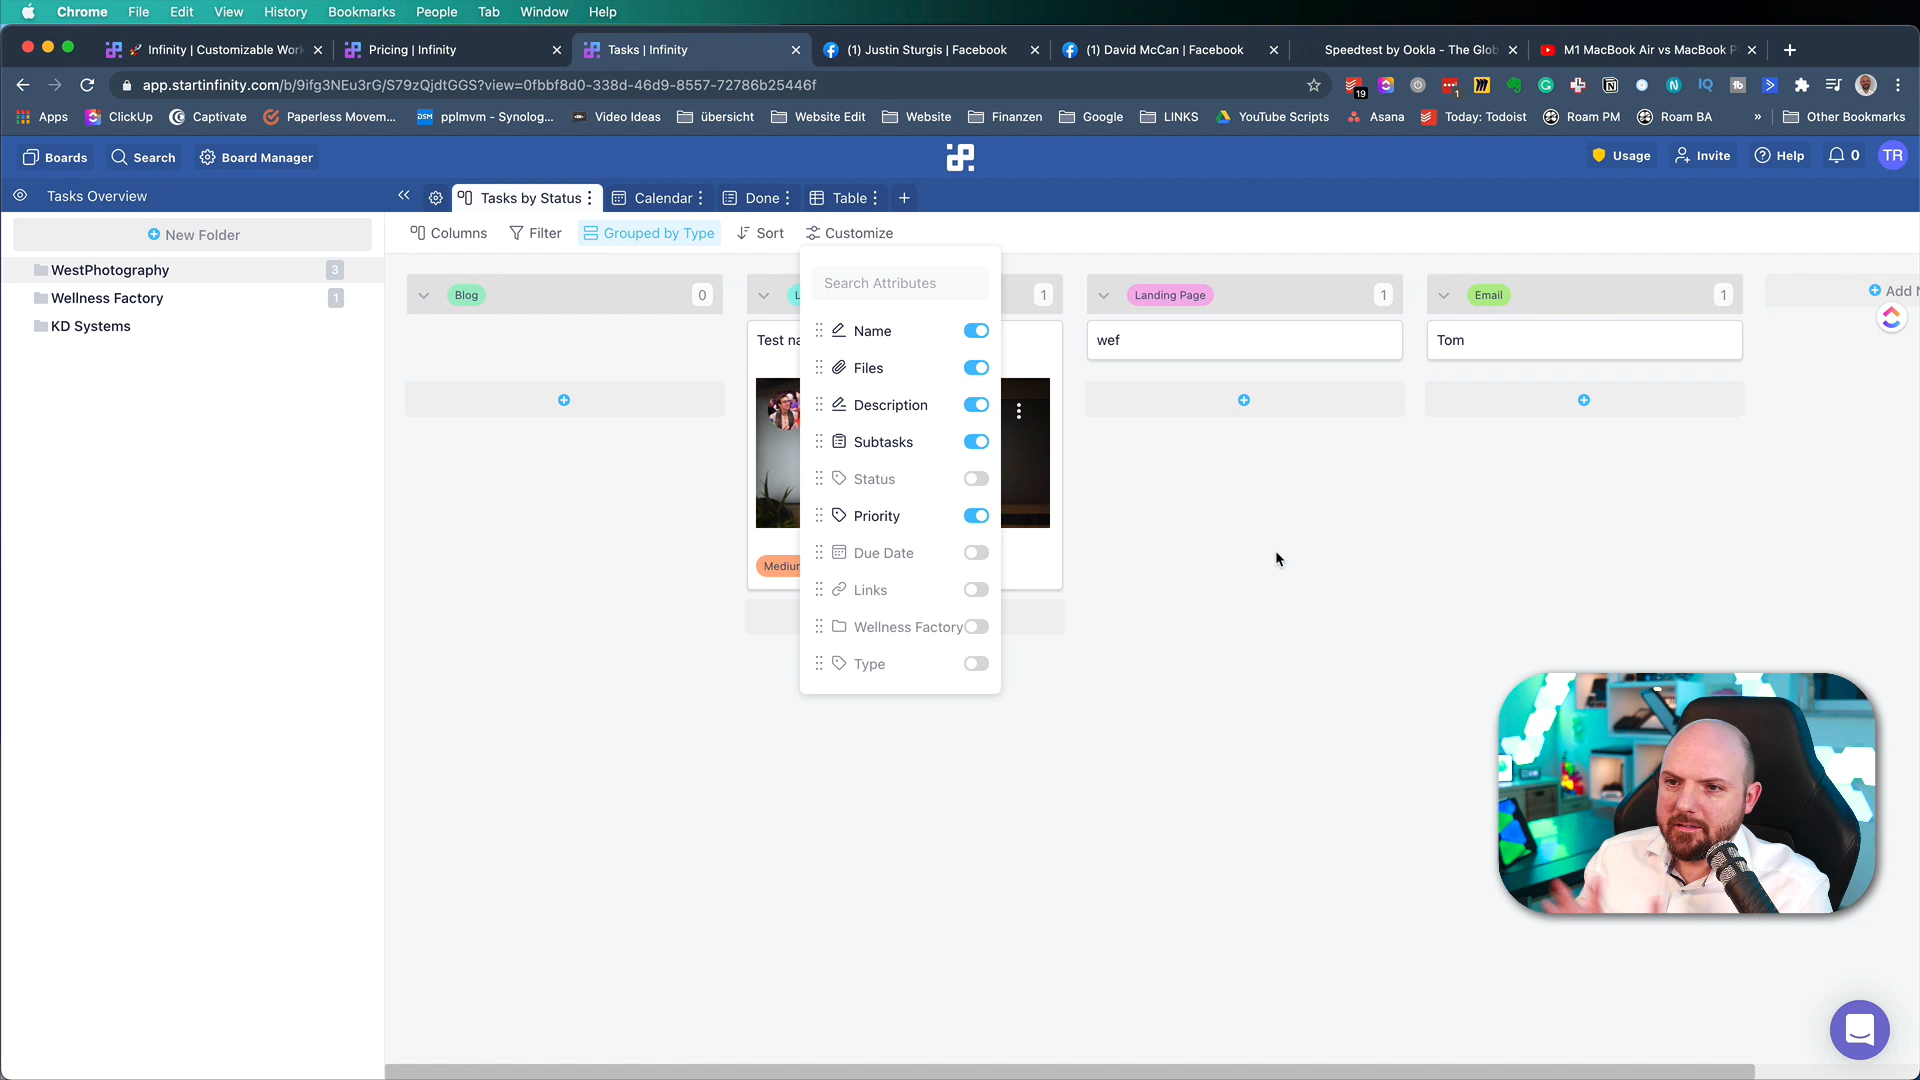 Chrome File Edit View History Bookmarks People Tab Window Help
Infinity | Customizable Work
Pricing | Infinity
Tasks | Infinity
(1) Justin Sturgis | Facebook
(1) David McCan | Facebook
Speedtest by Ookla - The Glob
M1 MacBook Air vs MacBook P
app.startinfinity.com/b/9ifg3NEu3rG/S79zQjdtGGS?view=0fbbf8d0-338d-46d9-8557-72786b25446f
19
1
Apps
ClickUp
Captivate
Paperless Movem...
DSM
pplmvm - Synolog...
Video Ideas
übersicht
Website Edit
Website
Finanzen
Google
LINKS
YouTube Scripts
Asana
Today: Todoist
Roam PM
Roam BA
»
Other Bookmarks
Boards
Search
Board Manager
Usage
Invite
Help
0
TR
Tasks Overview
Tasks by Status
Calendar
Done
Table
New Folder
Columns
Filter
Grouped by Type
Sort
Customize
WestPhotography 3
Wellness Factory 1
KD Systems
Blog 0
L 1
Landing Page 1
Email 1
Add N
Search Attributes
Test na
wef
Tom
Name
Files
Description
Subtasks
Status
Priority
Due Date
Links
Wellness Factory
Type
Medium